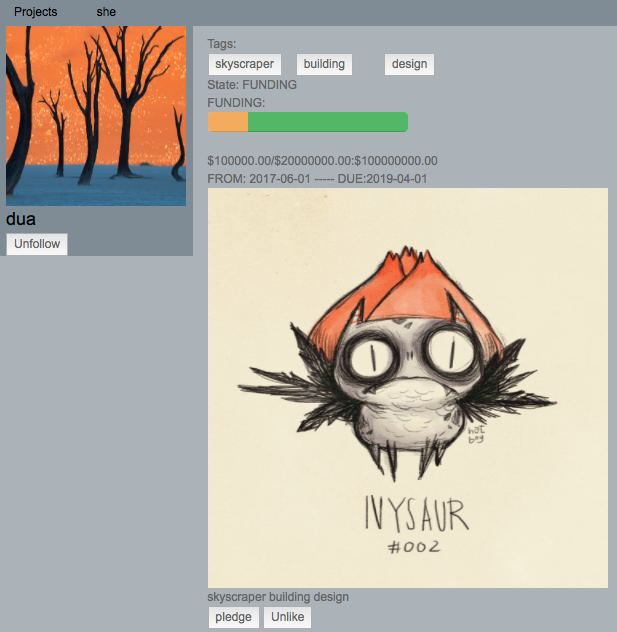 Projects she
dua
Unfollow
Tags:
skyscraper building design
State: FUNDING
FUNDING:
$100000.00/$20000000.00:$100000000.00
FROM: 2017-06-01 ----- DUE:2019-04-01
hat
boy
IVYSAUR
#002
skyscraper building design
pledge Unlike